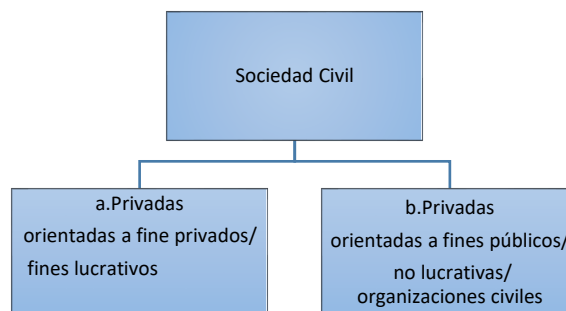 Sociedad Civil
a.Privadas
orientadas a fine privados/
fines lucrativos
b.Privadas
orientadas a fines públicos/
no lucrativas/
organizaciones civiles